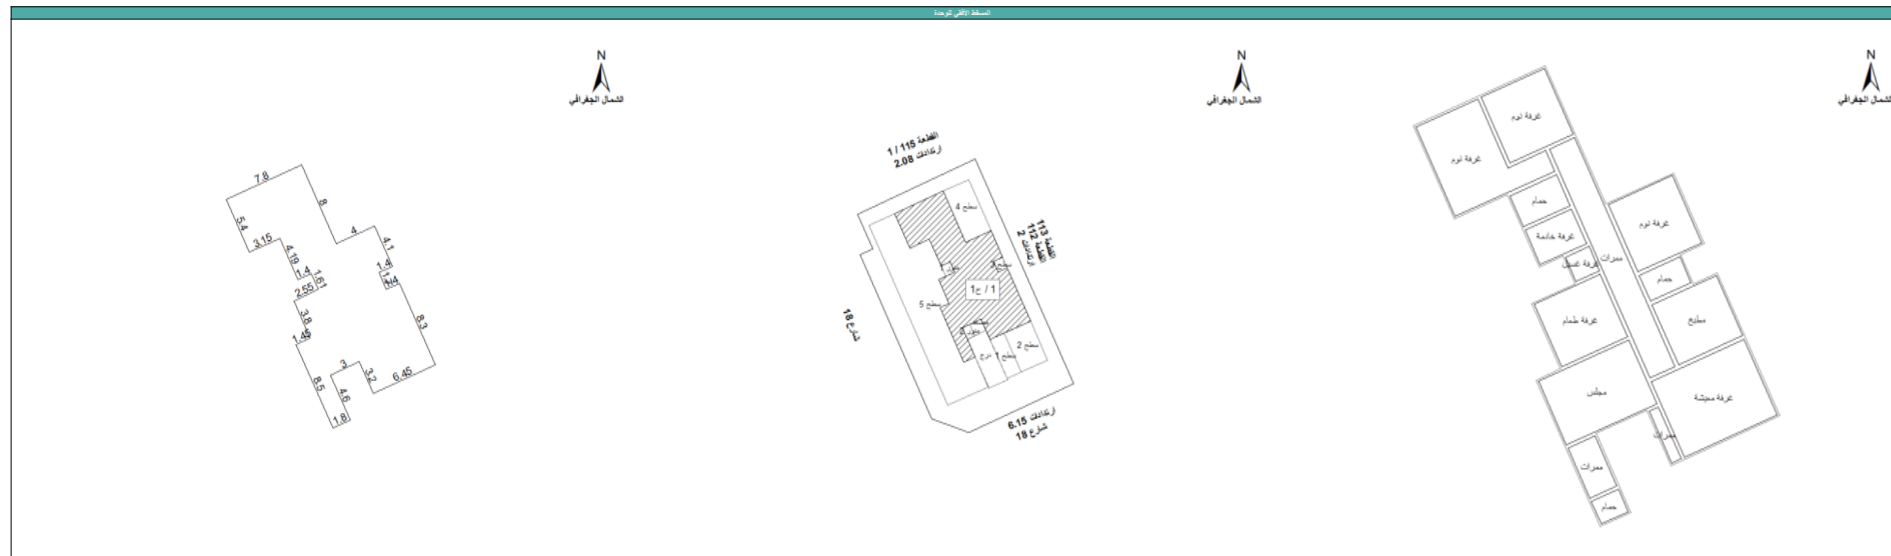 المسقط الافقي للوحدة
N
الشمال الجغرافي
7.8
8
5.4
3.15
4.19
4
4.1
1.4
1.4
1.61
2.55
3.8
1.45
8.3
8.5
3
3.2
4.6
6.45
1.8
N
الشمال الجغرافي
القطعة 115 / 1
ارتدادات 2.08
القطعة 113
القطعة 112
ارتدادات 2
سطح 4
سطح 3
سطح 5
1 / ج1
سطح 2
سطح 1
درج
شارع 18
ارتدادات 6.15
شارع 18
N
الشمال الجغرافي
غرفة نوم
غرفة نوم
حمام
غرفة خادمة
غرفة غسيل
ممرات
غرفة نوم
حمام
غرفة طعام
مطبخ
مجلس
غرفة معيشة
ممرات
ممرات
حمام